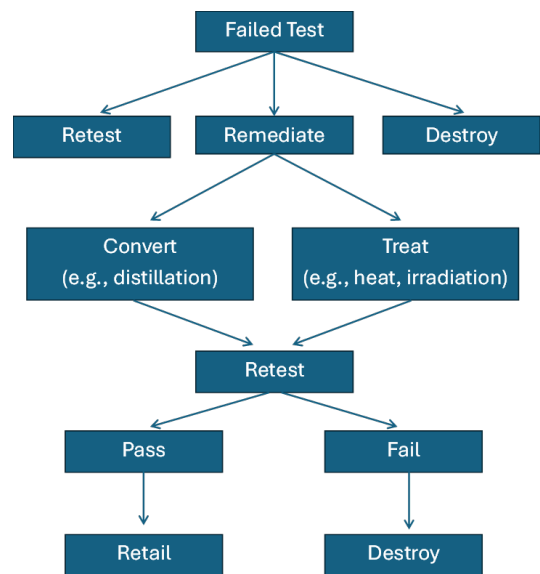 Failed Test
Retest
Remediate
Destroy
Convert
(e.g., distillation)
Treat
(e.g., heat, irradiation)
Retest
Pass
Fail
Retail
Destroy